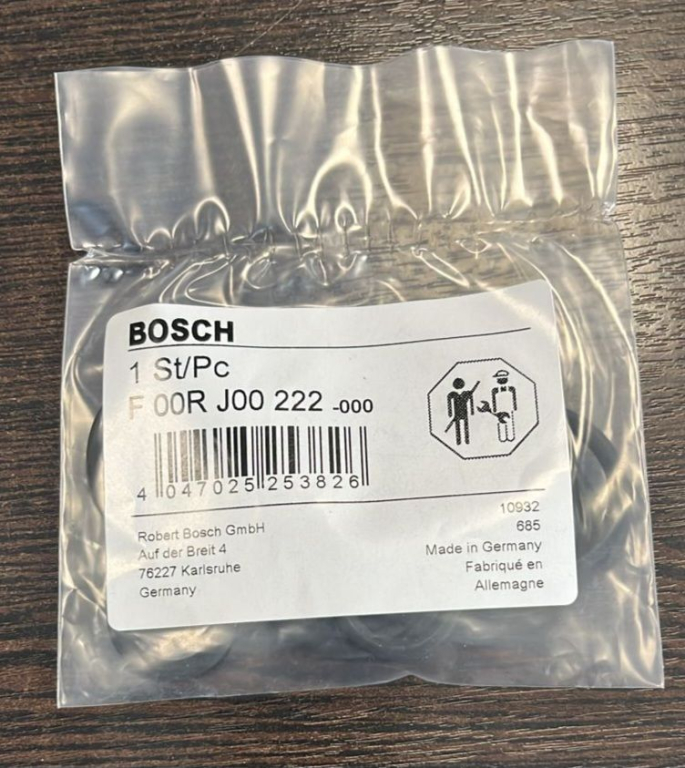 BOSCH
1 St/Pc
F 00R J00 222 -000
4 047025 253826
Robert Bosch GmbH
Auf der Breit 4
76227 Karlsruhe
Germany
10932
685
Made in Germany
Fabriqué en
Allemagne